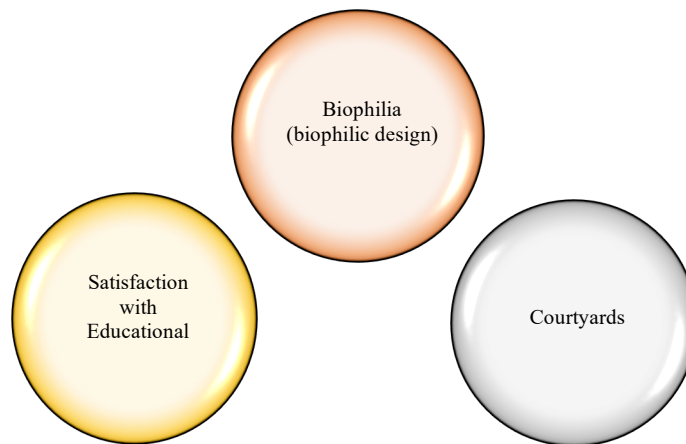 Biophilia
(biophilic design)
Satisfaction
with
Educational
Courtyards